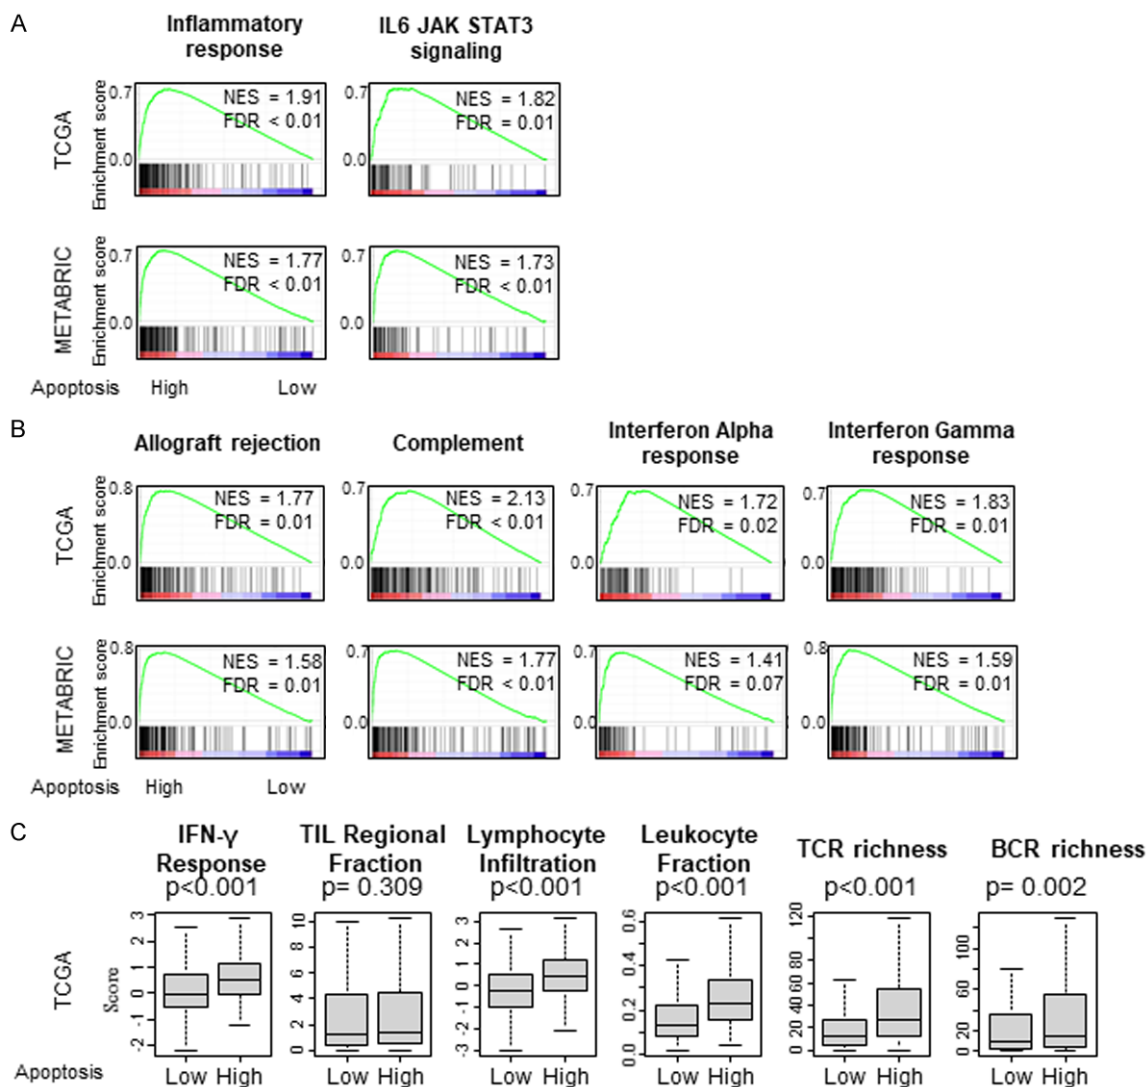 A
Inflammatory
response
IL6 JAK STAT3
signaling
TCGA
Enrichment score
0.7
0.0
NES = 1.91
FDR < 0.01
0.7
0.0
NES = 1.82
FDR = 0.01
METABRIC
Enrichment score
0.7
0.0
NES = 1.77
FDR < 0.01
0.7
0.0
NES = 1.73
FDR < 0.01
Apoptosis High Low
B
Allograft rejection
Complement
Interferon Alpha
response
Interferon Gamma
response
TCGA
Enrichment score
0.8
0.0
NES = 1.77
FDR = 0.01
0.7
0.0
NES = 2.13
FDR < 0.01
0.7
0.0
NES = 1.72
FDR = 0.02
0.7
0.0
NES = 1.83
FDR = 0.01
METABRIC
Enrichment score
0.8
0.0
NES = 1.58
FDR = 0.01
0.7
0.0
NES = 1.77
FDR < 0.01
0.7
0.0
NES = 1.41
FDR = 0.07
0.8
0.0
NES = 1.59
FDR = 0.01
Apoptosis High Low
C
IFN-γ
Response
p<0.001
TIL Regional
Fraction
p= 0.309
Lymphocyte
Infiltration
p<0.001
Leukocyte
Fraction
p<0.001
TCR richness
p<0.001
BCR richness
p= 0.002
TCGA
Score
3
2
1
0
-1
-2
10
8
6
4
2
0
3
2
1
0
-1
-3
0.6
0.4
0.2
0.0
120
80
60
40
20
0
100
60
20
0
Apoptosis
Low High
Low High
Low High
Low High
Low High
Low High